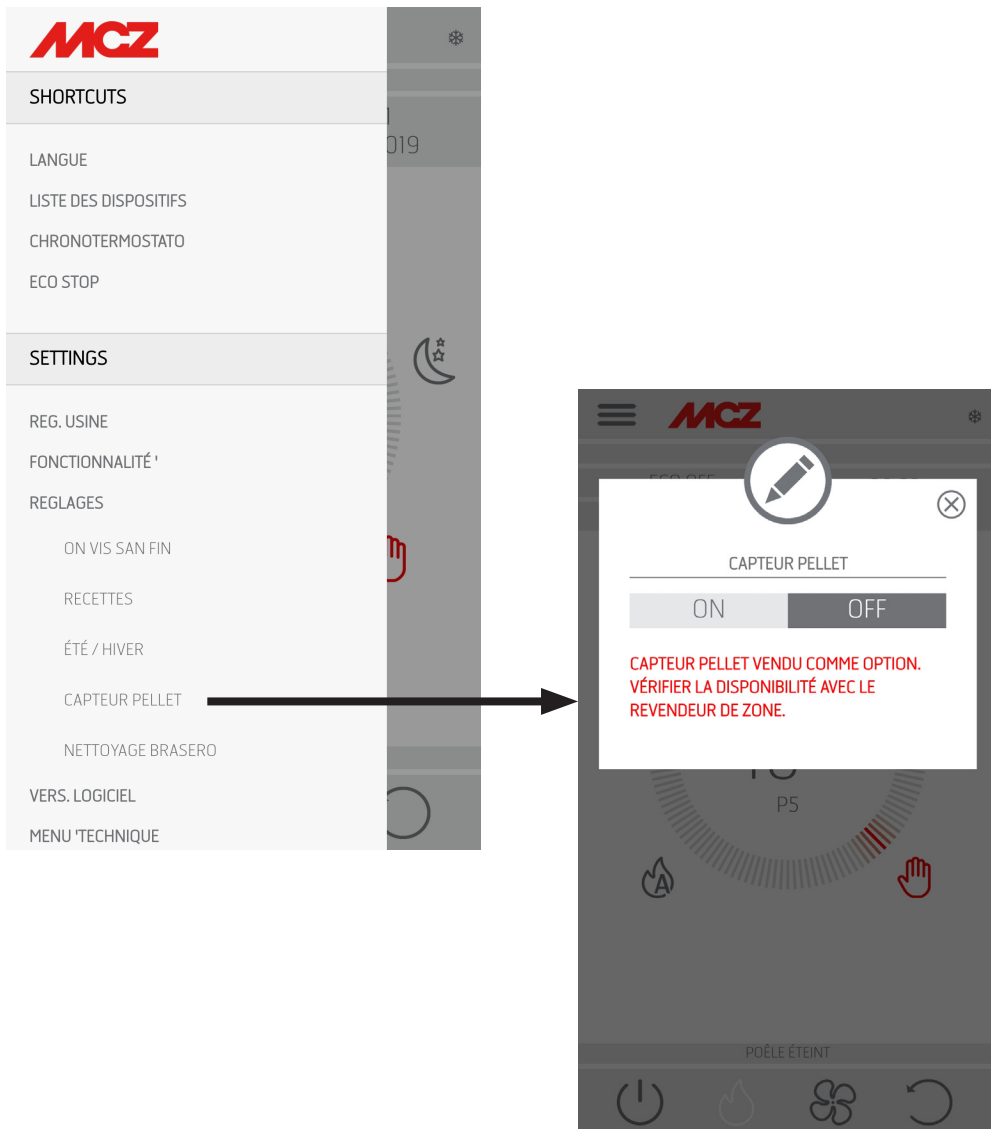 MCZ
SHORTCUTS
LANGUE
LISTE DES DISPOSITIFS
CHRONOTERMOSTATO
ECO STOP
019
SETTINGS
REG. USINE
FONCTIONNALITÉ '
REGLAGES
ON VIS SAN FIN
RECETTES
ÉTÉ / HIVER
CAPTEUR PELLET
NETTOYAGE BRASERO
VERS. LOGICIEL
MENU 'TECHNIQUE
MCZ
CAPTEUR PELLET
ON OFF
CAPTEUR PELLET VENDU COMME OPTION.
VÉRIFIER LA DISPONIBILITÉ AVEC LE
REVENDEUR DE ZONE.
P5
A
POÊLE ÉTEINT